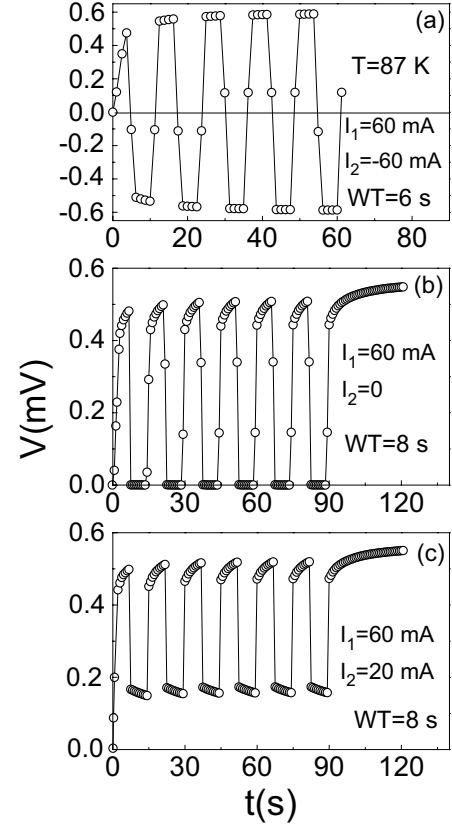 0.6
(a)
0.4
T=87 K
0.2
0.0
I₁=60 mA
-0.2
I₂=-60 mA
-0.4
WT=6 s
-0.6
0 20 40 60 80
0.6
(b)
0.4
I₁=60 mA
I₂=0
0.2
WT=8 s
0.0
0 30 60 90 120
V(mV)
0.6
(c)
0.4
I₁=60 mA
I₂=20 mA
0.2
WT=8 s
0.0
0 30 60 90 120
t(s)